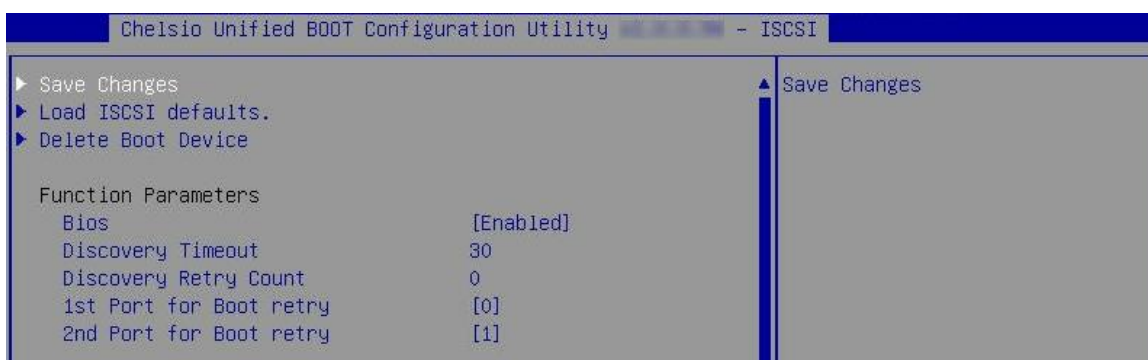 Chelsio Unified BOOT Configuration Utility - ISCSI
Save Changes
Load ISCSI defaults.
Delete Boot Device
Function Parameters
Bios [Enabled]
Discovery Timeout 30
Discovery Retry Count 0
1st Port for Boot retry [0]
2nd Port for Boot retry [1]
Save Changes